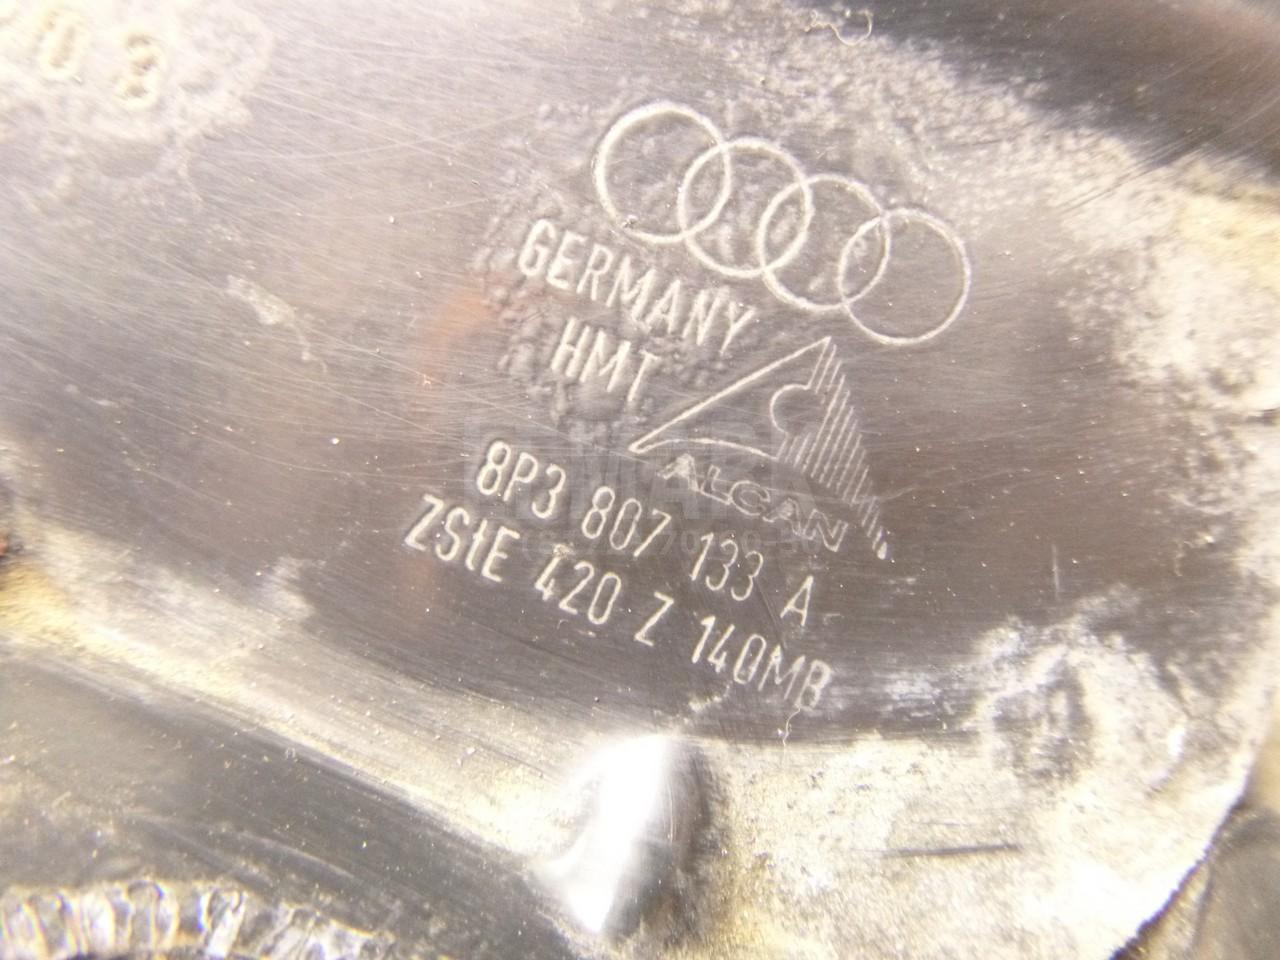 GERMANY
HMT
ALCAN
8P3 807 133 A
ZStE 420 Z 140MB